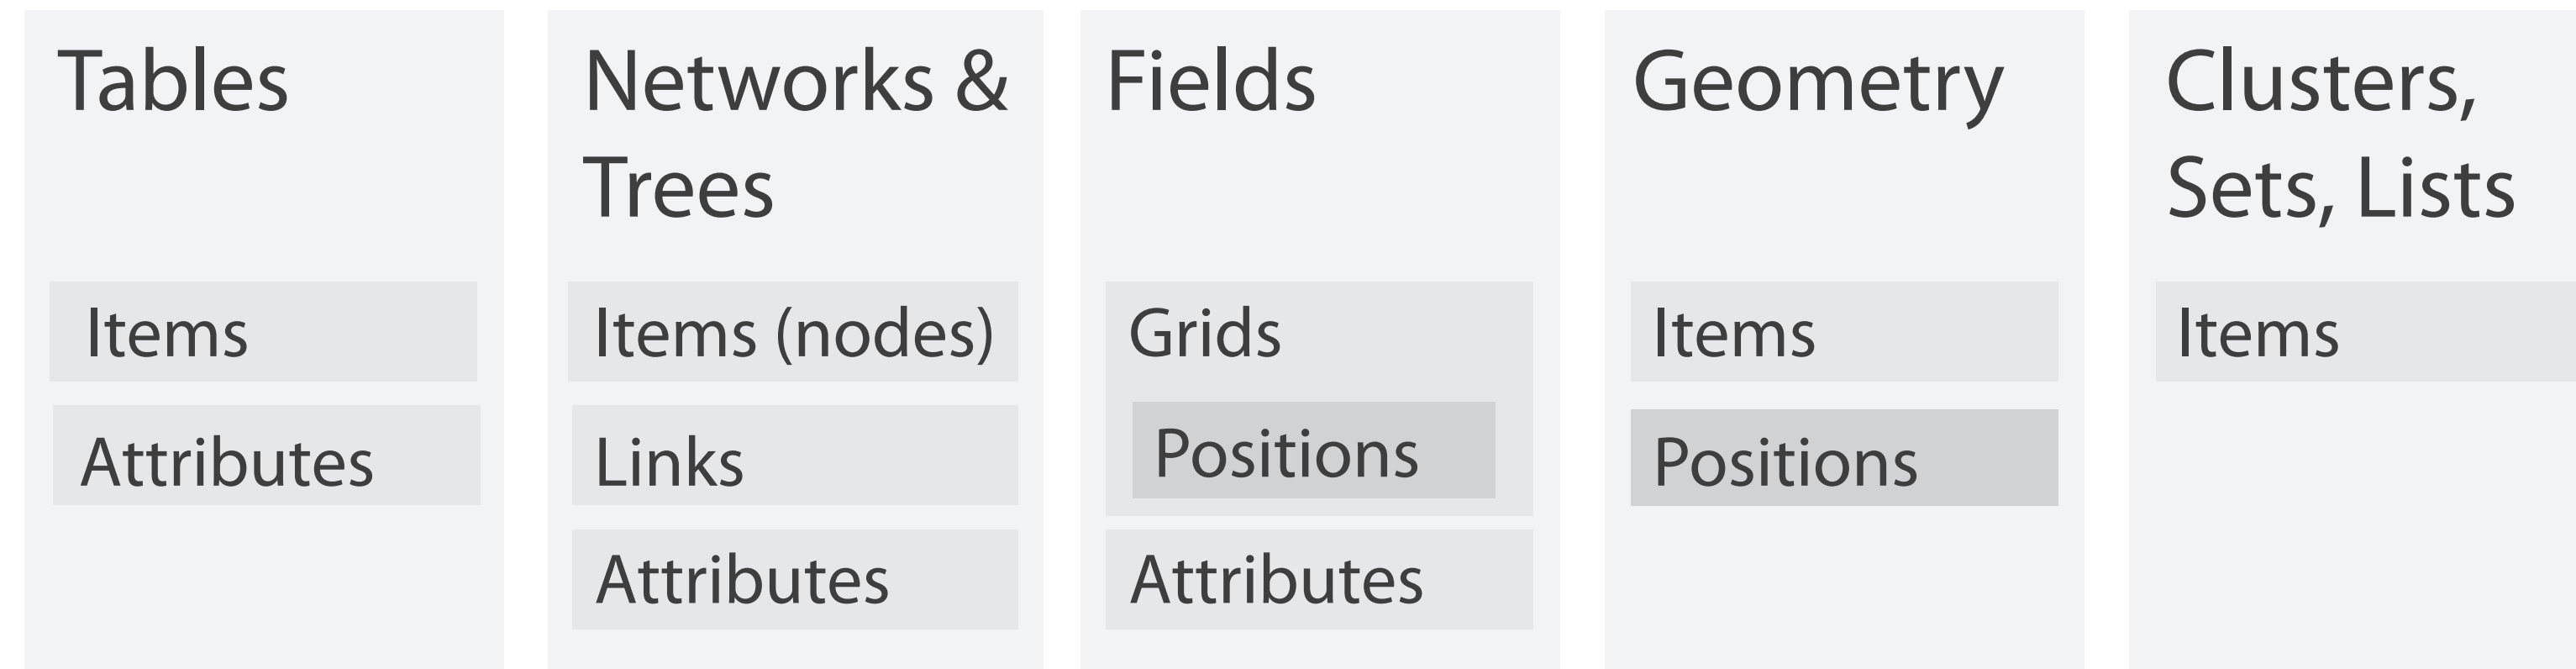 Tables
Items
Attributes
Networks &
Trees
Items (nodes)
Links
Attributes
Fields
Grids
Positions
Attributes
Geometry
Items
Positions
Clusters,
Sets, Lists
Items